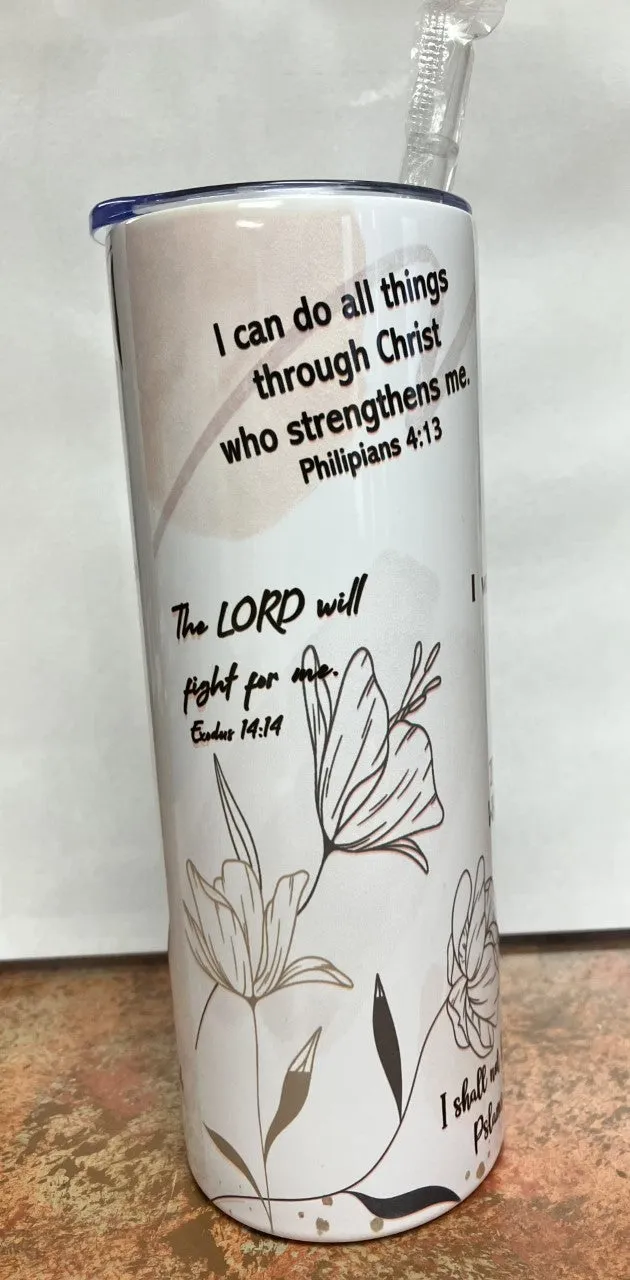 I can do all things
through Christ
who strengthens me.
Philipians 4:13
The LORD will
fight for me.
Exodus 14:14
I
I shall not